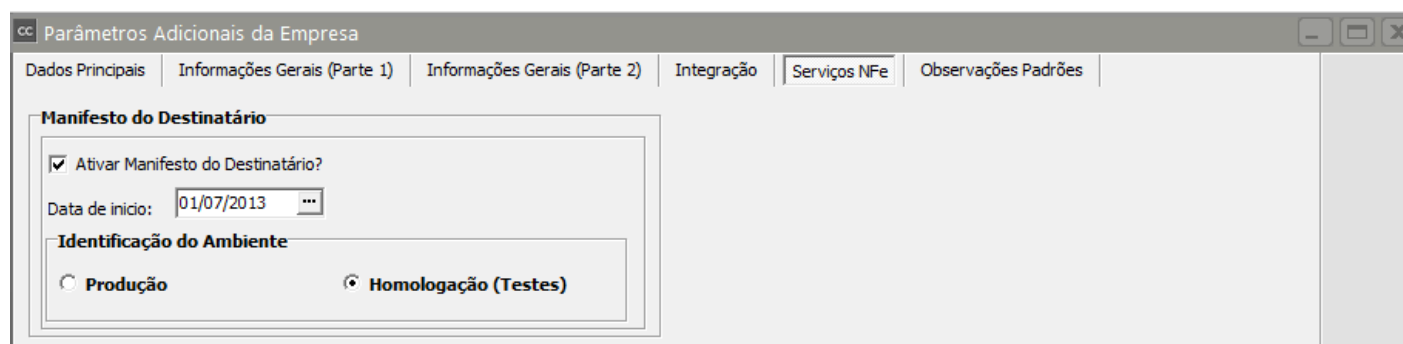 cc Parâmetros Adicionais da Empresa
Dados Principais Informações Gerais (Parte 1) Informações Gerais (Parte 2) Integração Serviços NFe Observações Padrões
Manifesto do Destinatário
Ativar Manifesto do Destinatário?
Data de inicio: 01/07/2013 ...
Identificação do Ambiente
Produção Homologação (Testes)